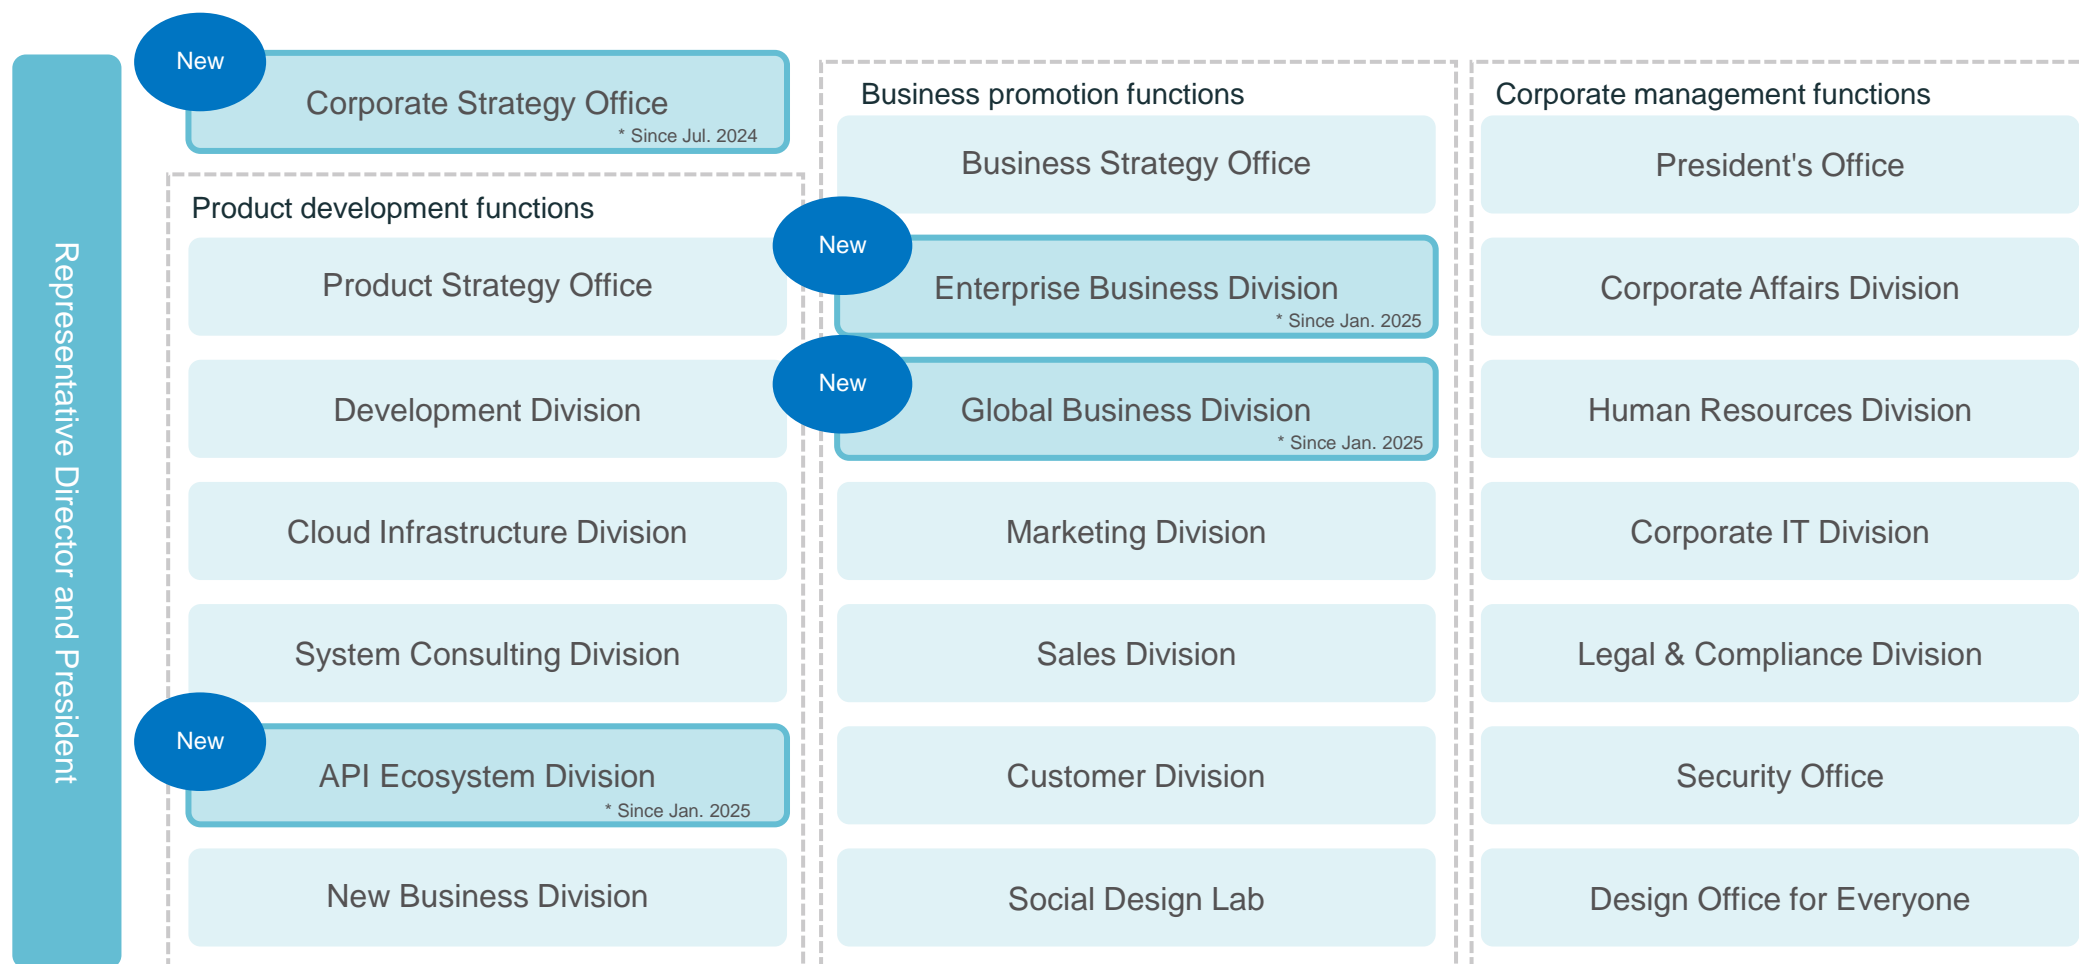 Representative Director and President
New
Corporate Strategy Office
* Since Jul. 2024
Product development functions
Product Strategy Office
Development Division
Cloud Infrastructure Division
System Consulting Division
New
API Ecosystem Division
* Since Jan. 2025
New Business Division
Business promotion functions
Business Strategy Office
New
Enterprise Business Division
* Since Jan. 2025
New
Global Business Division
* Since Jan. 2025
Marketing Division
Sales Division
Customer Division
Social Design Lab
Corporate management functions
President's Office
Corporate Affairs Division
Human Resources Division
Corporate IT Division
Legal & Compliance Division
Security Office
Design Office for Everyone